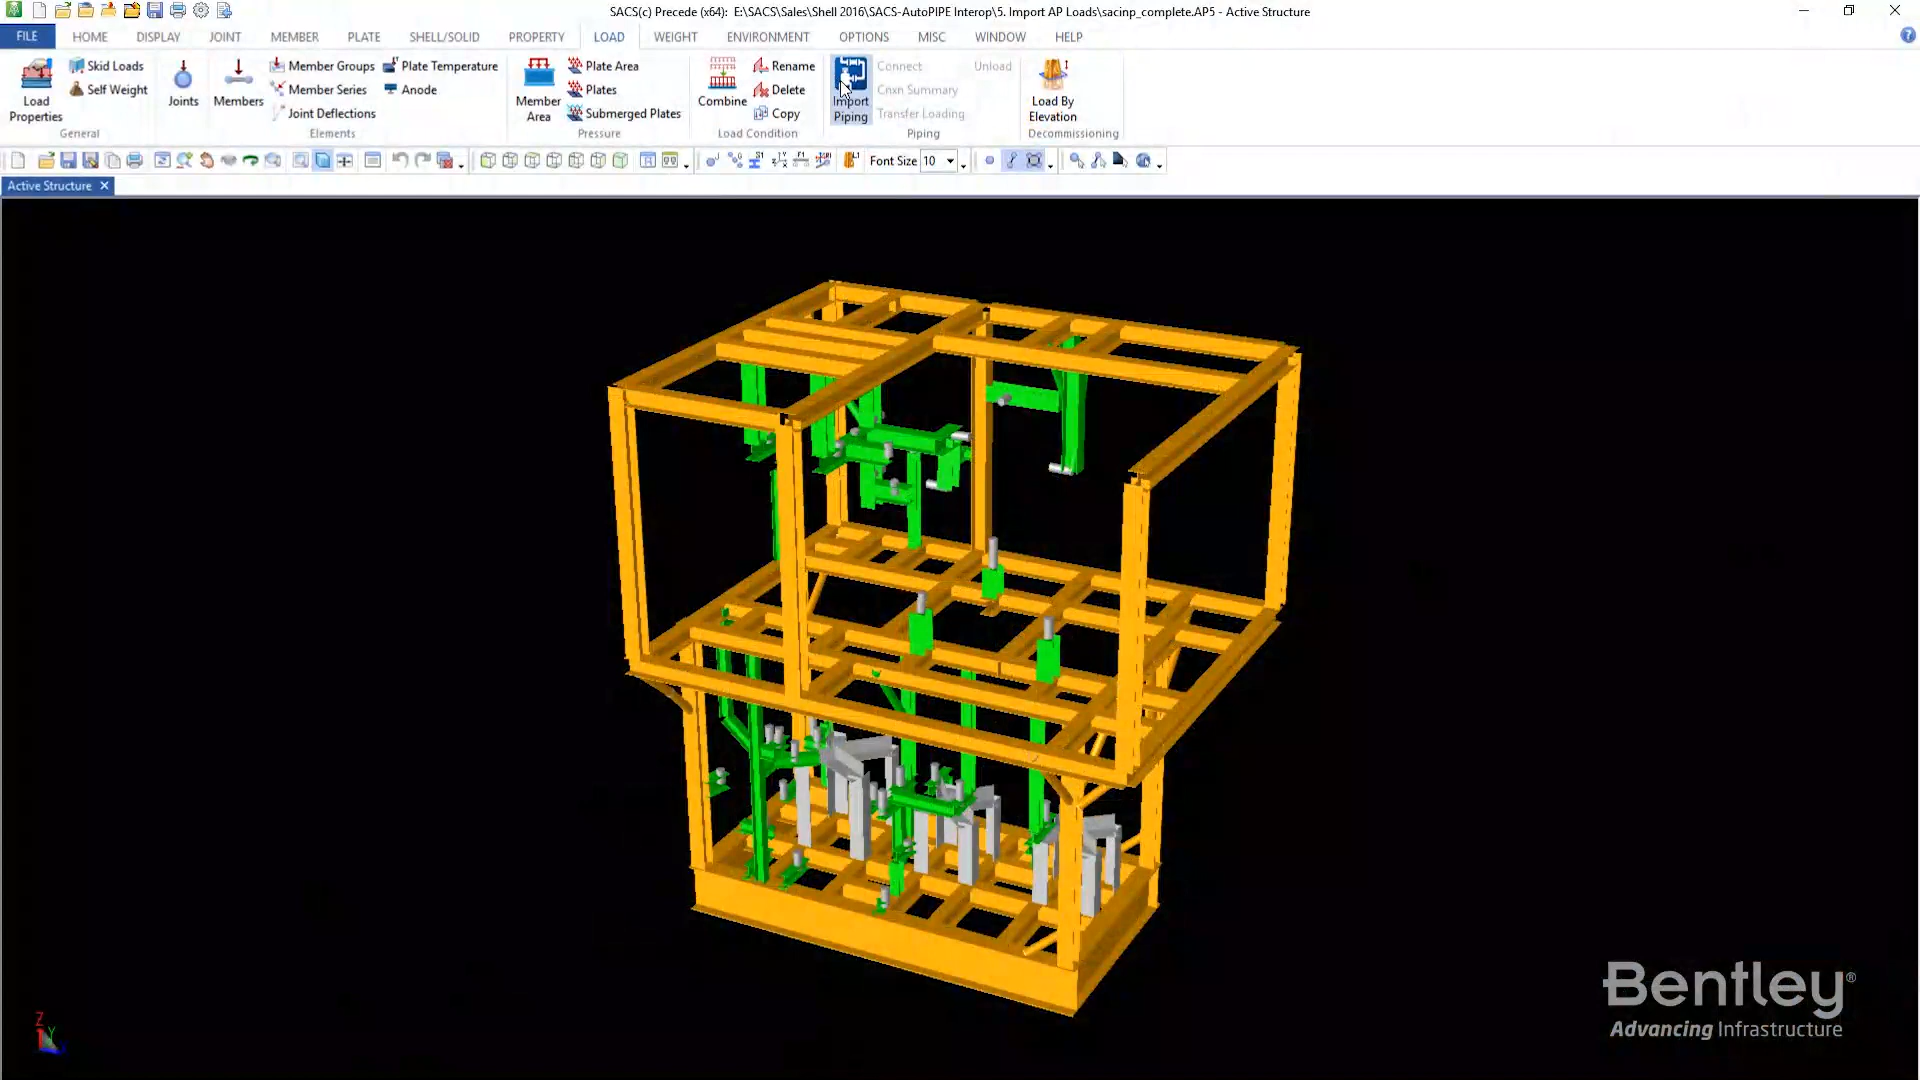 SACS(c) Precede (x64):  E:\SACS\Sales\Shell 2016\SACS-AutoPIPE Interop\5. Import AP Loads\sacinp_complete.AP5 - Active Structure
FILE HOME DISPLAY JOINT MEMBER PLATE SHELL/SOLID PROPERTY LOAD WEIGHT ENVIRONMENT OPTIONS MISC WINDOW HELP
Load Properties
Skid Loads
Self Weight
General
Joints
Members
Member Groups
Member Series
Joint Deflections
Plate Temperature
Anode
Elements
Member Area
Plate Area
Plates
Submerged Plates
Pressure
Combine
Rename
Delete
Copy
Load Condition
Import Piping
Connect
Cnxn Summary
Transfer Loading
Unload
Piping
Load By Elevation
Decommissioning
Font Size 10
Active Structure
Bentley®
Advancing Infrastructure
Z
Y